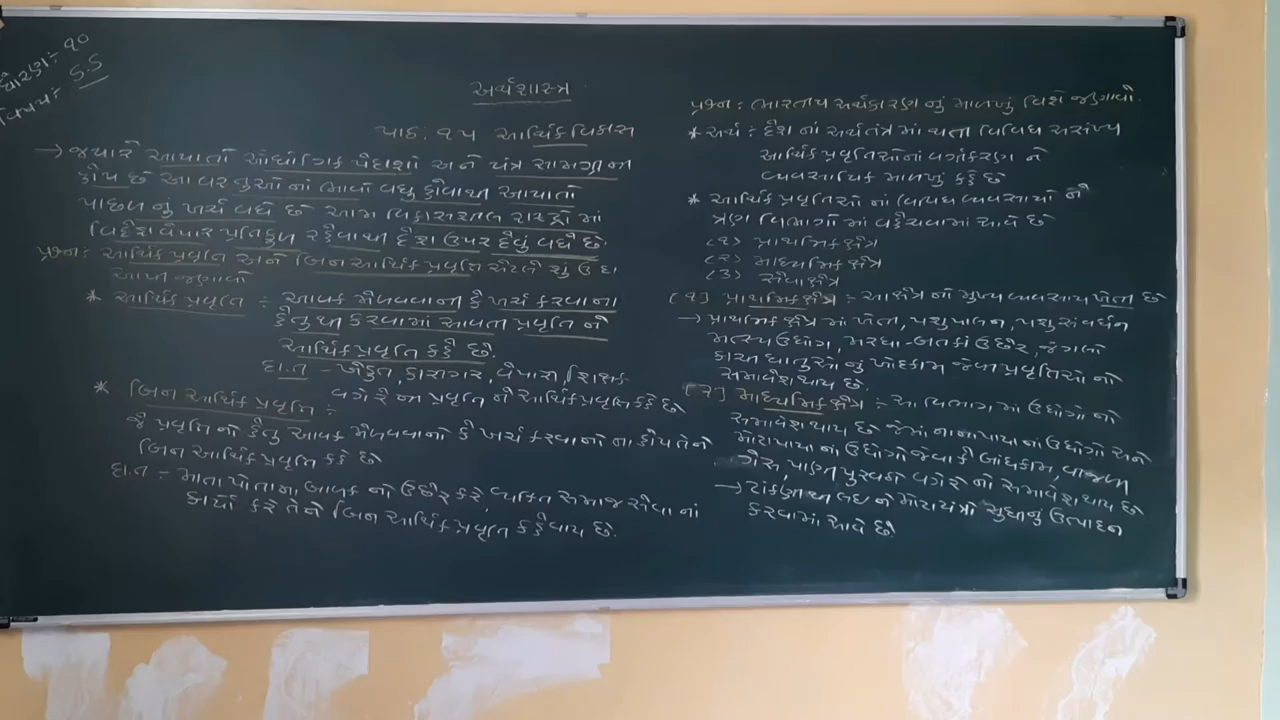 ધોરણ ઃ ૧૦
વિષય ઃ S.S
અર્થશાસ્ત્ર
પાઠ : ૧૫ આર્થિક વિકાસ
→ જ્યારે આયાતો ઔદ્યોગિક પેદાશો અને યંત્ર સામગ્રીની
હોય છે આ વસ્તુઓ નાં ભાવો વધુ હોવાથી આયાતો
પાછળ નું ખર્ચ વધે છે આમ વિકાસશીલ રાષ્ટ્રો માં
વિદેશ વેપાર પ્રતિકુળ રહેવાથી દેશ ઉપર દેવું વધે છે.
પ્રશ્ન : આર્થિક પ્રવૃતિ અને બિન આર્થિક પ્રવૃતિ એટલે શું ઉદા
આપી જણાવો
* આર્થિક પ્રવૃતિ ÷ આવક મેળવવાની કે ખર્ચ કરવાના
હેતુથી કરવામાં આવતી પ્રવૃતિ ને
આર્થિક પ્રવૃતિ કહે છે.
દા.ત - ખેડુત, કારીગર, વેપારી, શિક્ષક
વગેરે ની પ્રવૃતિ ને આર્થિક પ્રવૃતિ કહે છે
* બિન આર્થિક પ્રવૃતિ ÷
જે પ્રવૃતિ નો હેતુ આવક મેળવવાનો કે ખર્ચ કરવાનો ના હોય તેને
બિન આર્થિક પ્રવૃતિ કહે છે
દા.ત ÷ માતા પોતાના બાળક નો ઉછેર કરે, વ્યક્તિ સમાજ સેવા નાં
કાર્યો કરે તેને બિન આર્થિક પ્રવૃતિ કહેવાય છે.
પ્રશ્ન : ભારતીય અર્થકારણ નું માળખું વિશે જણાવો.
* અર્થ : દેશ નાં અર્થતંત્ર માં થતી વિવિધ અસંખ્ય
આર્થિક પ્રવૃતિઓનાં વર્ગીકરણ ને
વ્યવસાયિક માળખું કહે છે
* આર્થિક પ્રવૃતિઓ નાં વિવિધ વ્યવસાયો ને
ત્રણ વિભાગો માં વહેંચવામાં આવે છે
(૧) પ્રાથમિક ક્ષેત્ર
(૨) માધ્યમિક ક્ષેત્ર
(૩) સેવાક્ષેત્ર
[૧] પ્રાથમિક ક્ષેત્ર ÷ આ ક્ષેત્ર નો મુખ્ય વ્યવસાય ખેતી છે
→ પ્રાથમિક ક્ષેત્ર માં ખેતી, પશુપાલન, પશુ સંવર્ધન
મત્સ્ય ઉદ્યોગ, મરઘા-બતકાં ઉછેર, જંગલો
કાચી ધાતુઓ નું ખોદકામ જેવી પ્રવૃતિઓ નો
સમાવેશ થાય છે.
[૨] માધ્યમિક ક્ષેત્ર ÷ આ વિભાગ માં ઉદ્યોગો નો
સમાવેશ થાય છે જેમાં નાના પાયા નાં ઉદ્યોગો અને
મોટા પાયા નાં ઉદ્યોગો જેવા કે બાંધકામ, વીજળી
ગેસ, પાણી પુરવઠો વગેરે નો સમાવેશ થાય છે
→ ટાંકણી થી લઇ ને મોટા યંત્રો સુધીનું ઉત્પાદન
કરવામાં આવે છે.